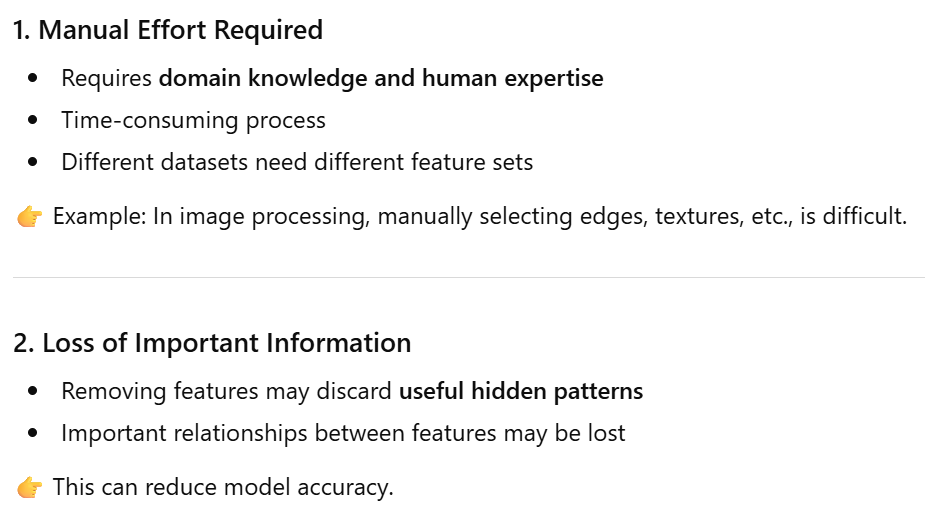 1. Manual Effort Required
• Requires domain knowledge and human expertise
• Time-consuming process
• Different datasets need different feature sets
👉 Example: In image processing, manually selecting edges, textures, etc., is difficult.
2. Loss of Important Information
• Removing features may discard useful hidden patterns
• Important relationships between features may be lost
👉 This can reduce model accuracy.